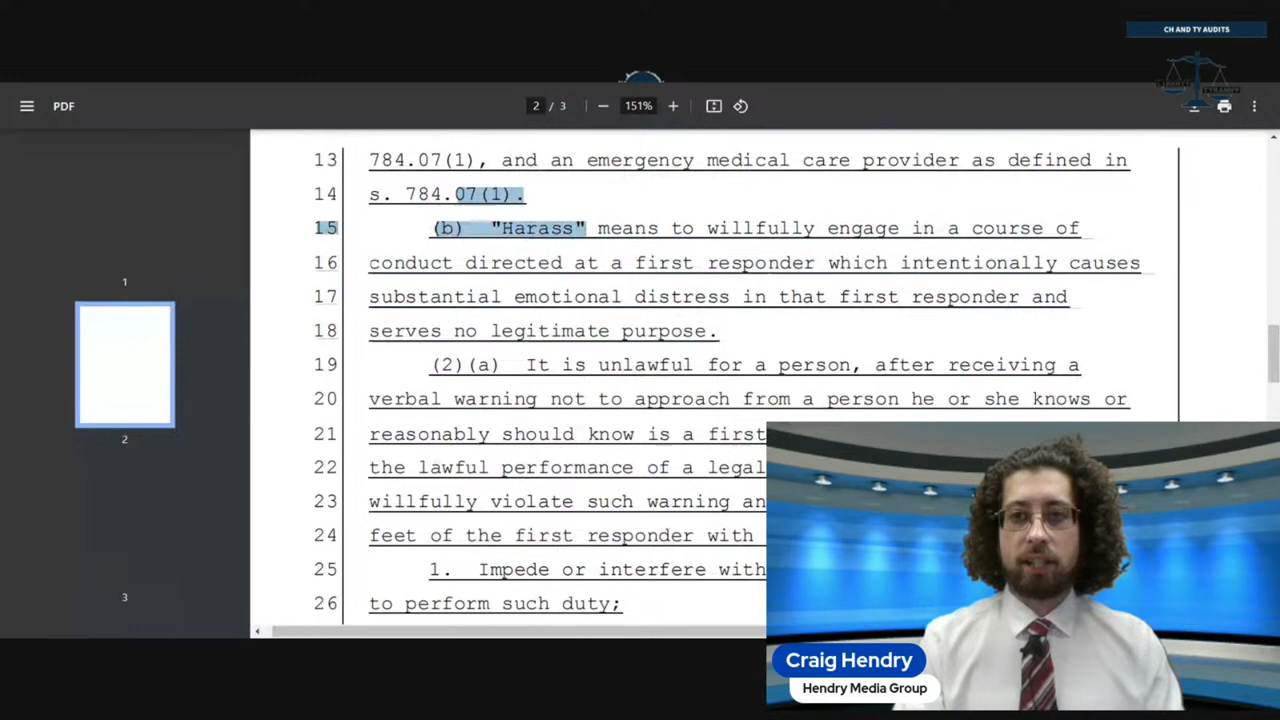 CH AND TY AUDITS
PDF
2 / 3
151%
1
2
3
13 784.07(1), and an emergency medical care provider as defined in
14 s. 784.07(1).
15 (b) "Harass" means to willfully engage in a course of
16 conduct directed at a first responder which intentionally causes
17 substantial emotional distress in that first responder and
18 serves no legitimate purpose.
19 (2)(a) It is unlawful for a person, after receiving a
20 verbal warning not to approach from a person he or she knows or
21 reasonably should know is a first
22 the lawful performance of a legal
23 willfully violate such warning an
24 feet of the first responder with
25 1. Impede or interfere with
26 to perform such duty;
Craig Hendry
Hendry Media Group